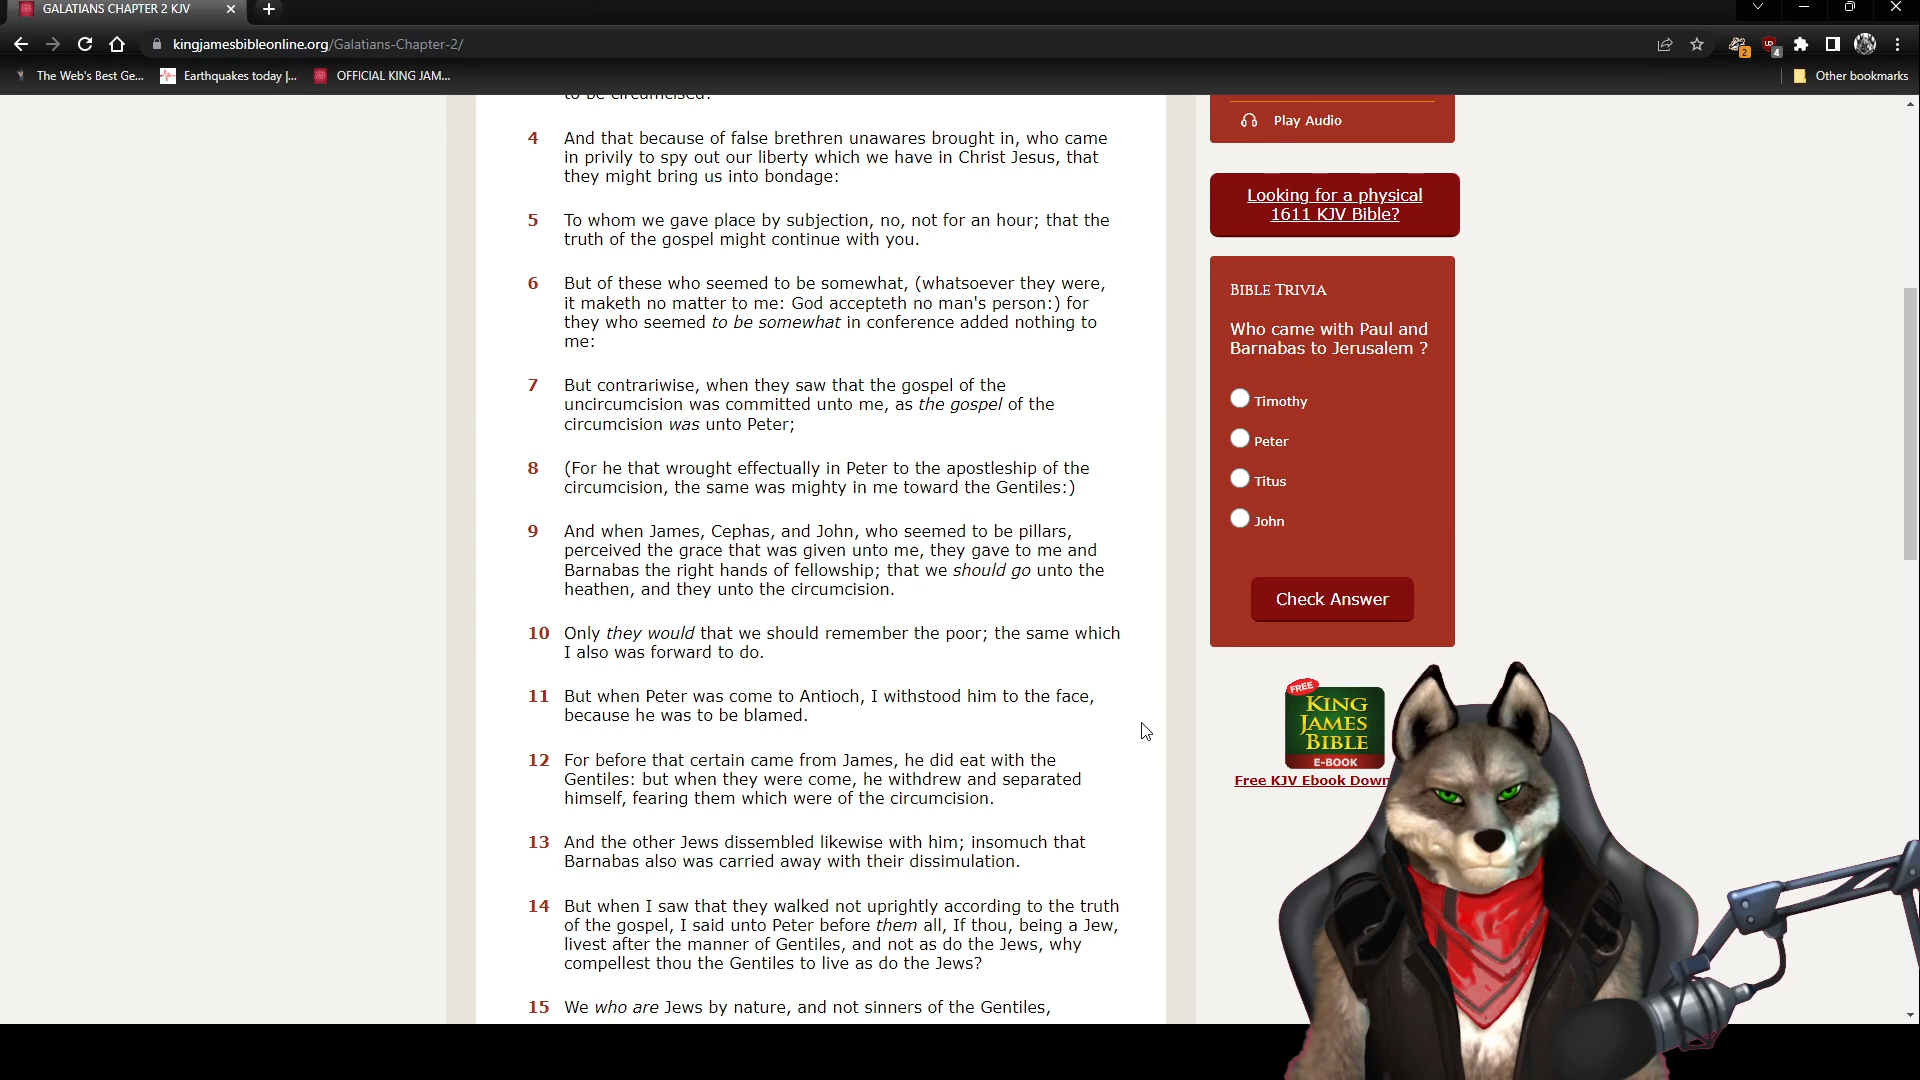 GALATIANS CHAPTER 2 KJV
kingjamesbibleonline.org/Galatians-Chapter-2/
2
4
The Web's Best Ge...
Earthquakes today |...
OFFICIAL KING JAM...
Other bookmarks
to be circumcised.
4 And that because of false brethren unawares brought in, who came
in privily to spy out our liberty which we have in Christ Jesus, that
they might bring us into bondage:
5 To whom we gave place by subjection, no, not for an hour; that the
truth of the gospel might continue with you.
6 But of these who seemed to be somewhat, (whatsoever they were,
it maketh no matter to me: God accepteth no man's person:) for
they who seemed to be somewhat in conference added nothing to
me:
7 But contrariwise, when they saw that the gospel of the
uncircumcision was committed unto me, as the gospel of the
circumcision was unto Peter;
8 (For he that wrought effectually in Peter to the apostleship of the
circumcision, the same was mighty in me toward the Gentiles:)
9 And when James, Cephas, and John, who seemed to be pillars,
perceived the grace that was given unto me, they gave to me and
Barnabas the right hands of fellowship; that we should go unto the
heathen, and they unto the circumcision.
10 Only they would that we should remember the poor; the same which
I also was forward to do.
11 But when Peter was come to Antioch, I withstood him to the face,
because he was to be blamed.
12 For before that certain came from James, he did eat with the
Gentiles: but when they were come, he withdrew and separated
himself, fearing them which were of the circumcision.
13 And the other Jews dissembled likewise with him; insomuch that
Barnabas also was carried away with their dissimulation.
14 But when I saw that they walked not uprightly according to the truth
of the gospel, I said unto Peter before them all, If thou, being a Jew,
livest after the manner of Gentiles, and not as do the Jews, why
compellest thou the Gentiles to live as do the Jews?
15 We who are Jews by nature, and not sinners of the Gentiles,
Play Audio
Looking for a physical
1611 KJV Bible?
BIBLE TRIVIA
Who came with Paul and
Barnabas to Jerusalem ?
Timothy
Peter
Titus
John
Check Answer
FREE
KING
JAMES
BIBLE
E-BOOK
Free KJV Ebook Down